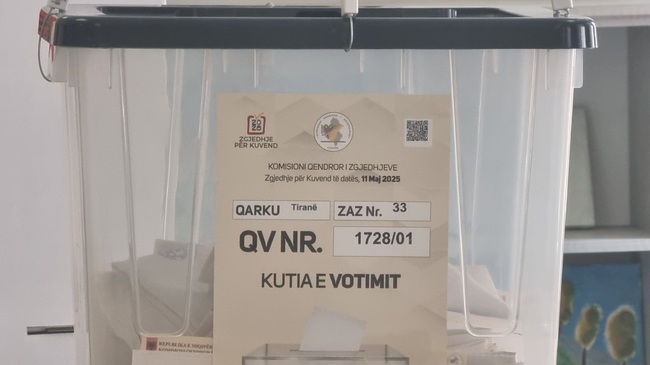 2025
ZGJEDHJE
PËR KUVEND
KOMISIONI QENDROR I ZGJEDHJEVE
Zgjedhje për Kuvend të datës, 11 Maj 2025
QARKU Tiranë ZAZ Nr. 33
QV NR. 1728/01
KUTIA E VOTIMIT
REPUBLIKA E SHQIPËRISË